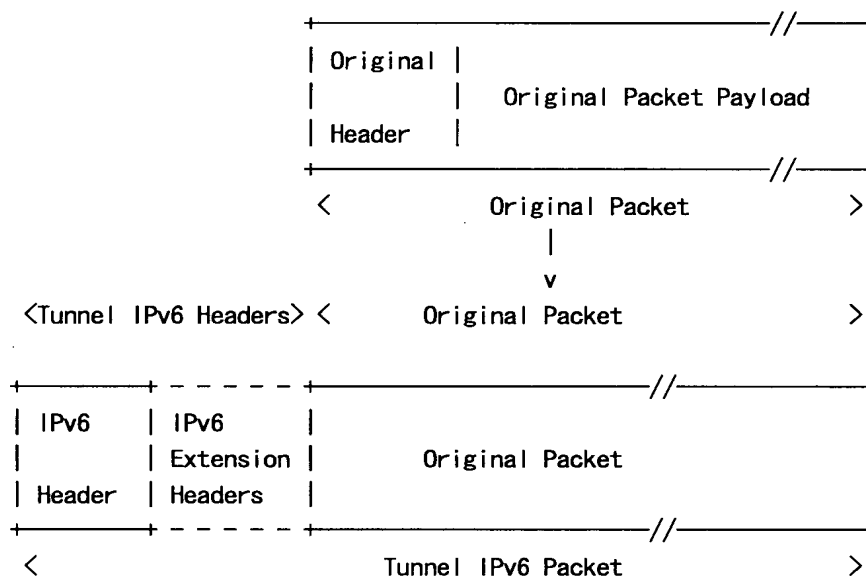 +----------------------------------//-----+
| Original |
| | Original Packet Payload
| Header |
+----------------------------------//-----+
< Original Packet >
|
v
<Tunnel IPv6 Headers> < Original Packet >
+---------+ - - - - - +-------------------------//--------------+
| IPv6 | IPv6 |
| | Extension | Original Packet
| Header | Headers |
+---------+ - - - - - +-------------------------//--------------+
< Tunnel IPv6 Packet >